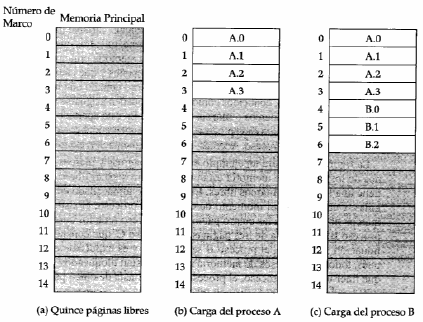 Número de
Marco
Memoria Principal
0
1
2
3
4
5
6
7
8
9
10
11
12
13
14
(a) Quince páginas libres
0 A.0
1 A.1
2 A.2
3 A.3
4
5
6
7
8
9
10
11
12
13
14
(b) Carga del proceso A
0 A.0
1 A.1
2 A.2
3 A.3
4 B.0
5 B.1
6 B.2
7
8
9
10
11
12
13
14
(c) Carga del proceso B